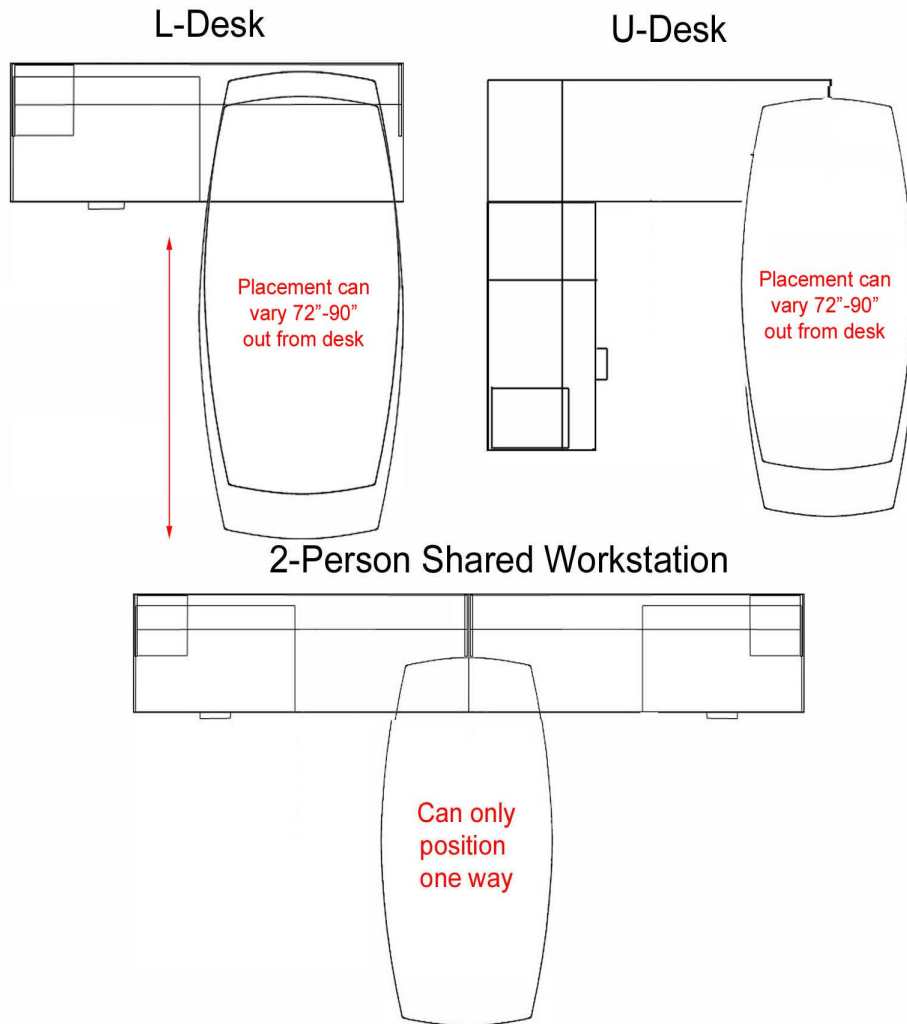 L-Desk
U-Desk
Placement can
vary 72”-90”
out from desk
Placement can
vary 72”-90”
out from desk
2-Person Shared Workstation
Can only
position
one way